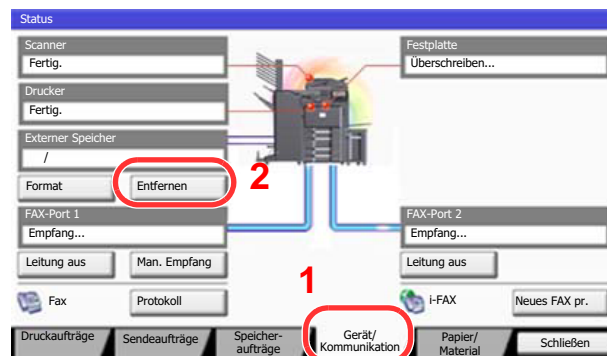 Status
Scanner
Fertig.
Festplatte
Überschreiben...
Drucker
Fertig.
Externer Speicher
/
Format
Entfernen
2
FAX-Port 1
Empfang...
FAX-Port 2
Empfang...
Leitung aus
Man. Empfang
Leitung aus
1
Fax
Protokoll
i-FAX
Neues FAX pr.
Druckaufträge
Sendeaufträge
Speicher-
aufträge
Gerät/
Kommunikation
Papier/
Material
Schließen